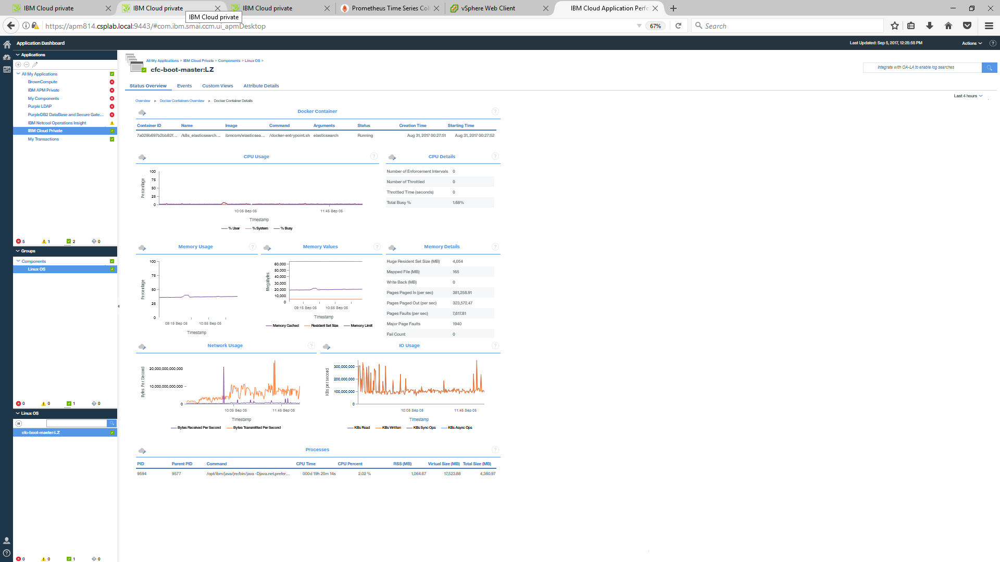 IBM Cloud private
IBM Cloud private
IBM Cloud private
Prometheus Time Series Col
vSphere Web Client
IBM Cloud Application Perfo
IBM Cloud private
https://apm814.csplab.local:9443/#com.ibm.smai.ccm.ui_apmDesktop
67%
Search
Application Dashboard
Last Updated: Sep 5, 2017, 12:25:55 PM
Actions
Applications
All My Applications
BrownCompute
IBM APM Private
My Components
Purple LDAP
PurpleDB2 DataBase and Secure Gate...
IBM Netcool Operations Insight
IBM Cloud Private
My Transactions
5 1 2 0
Groups
Components
Linux OS
0 0 1 0
Linux OS
cfc-boot-master:LZ
0 0 1 0
All My Applications > IBM Cloud Private > Components > Linux OS >
cfc-boot-master:LZ
Integrate with OA-LA to enable log searches
Status Overview Events Custom Views Attribute Details
Last 4 hours
Overview > Docker Containers Overview > Docker Container Details
Docker Container
Container ID Name Image Command Arguments Status Creation Time Starting Time
7a029b697b2bb82f... /k8s_elasticsearch... ibmcom/elasticsea... /docker-entrypoint.sh elasticsearch Running Aug 31, 2017 00:27:51 Aug 31, 2017 00:27:52
CPU Usage
100
75
50
25
0
Percentage
10:05 Sep 05 11:45 Sep 05
Timestamp
% User % System % Busy
CPU Details
Number of Enforcement Intervals 0
Number of Throttled 0
Throttled Time (seconds) 0
Total Busy % 1.68%
Memory Usage
100
75
50
25
0
Percentage
09:15 Sep 05 10:55 Sep 05
Timestamp
Memory Values
60,000
50,000
40,000
30,000
20,000
10,000
0
Megabytes
09:15 Sep 05 10:55 Sep 05
Timestamp
Memory Cached Resident Set Size Memory Limit
Memory Details
Huge Resident Set Size (MB) 4,054
Mapped File (MB) 165
Write Back (MB) 0
Pages Paged In (per sec) 381,258.91
Pages Paged Out (per sec) 323,572.47
Pages Faults (per sec) 7,617.81
Major Page Faults 1940
Fail Count 0
Network Usage
20,000,000,000,000
10,000,000,000,000
0
Bytes Per Second
10:05 Sep 05 11:45 Sep 05
Timestamp
Bytes Received Per Second Bytes Transmitted Per Second
IO Usage
300,000,000
200,000,000
100,000,000
0
KBs per second
10:05 Sep 05 11:45 Sep 05
Timestamp
KBs Read KBs Written KBs Sync Ops KBs Async Ops
Processes
PID Parent PID Command CPU Time CPU Percent RSS (MB) Virtual Size (MB) Total Size (MB)
9594 9577 /opt/ibm/java/jre/bin/java -Djava.net.prefer... 000d 19h 20m 14s 2.02 % 1,064.67 17,523.88 4,380.97